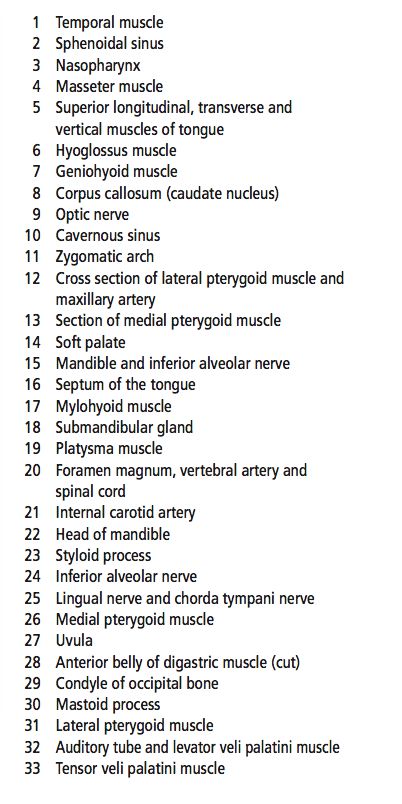 1 Temporal muscle
2 Sphenoidal sinus
3 Nasopharynx
4 Masseter muscle
5 Superior longitudinal, transverse and
vertical muscles of tongue
6 Hyoglossus muscle
7 Geniohyoid muscle
8 Corpus callosum (caudate nucleus)
9 Optic nerve
10 Cavernous sinus
11 Zygomatic arch
12 Cross section of lateral pterygoid muscle and
maxillary artery
13 Section of medial pterygoid muscle
14 Soft palate
15 Mandible and inferior alveolar nerve
16 Septum of the tongue
17 Mylohyoid muscle
18 Submandibular gland
19 Platysma muscle
20 Foramen magnum, vertebral artery and
spinal cord
21 Internal carotid artery
22 Head of mandible
23 Styloid process
24 Inferior alveolar nerve
25 Lingual nerve and chorda tympani nerve
26 Medial pterygoid muscle
27 Uvula
28 Anterior belly of digastric muscle (cut)
29 Condyle of occipital bone
30 Mastoid process
31 Lateral pterygoid muscle
32 Auditory tube and levator veli palatini muscle
33 Tensor veli palatini muscle